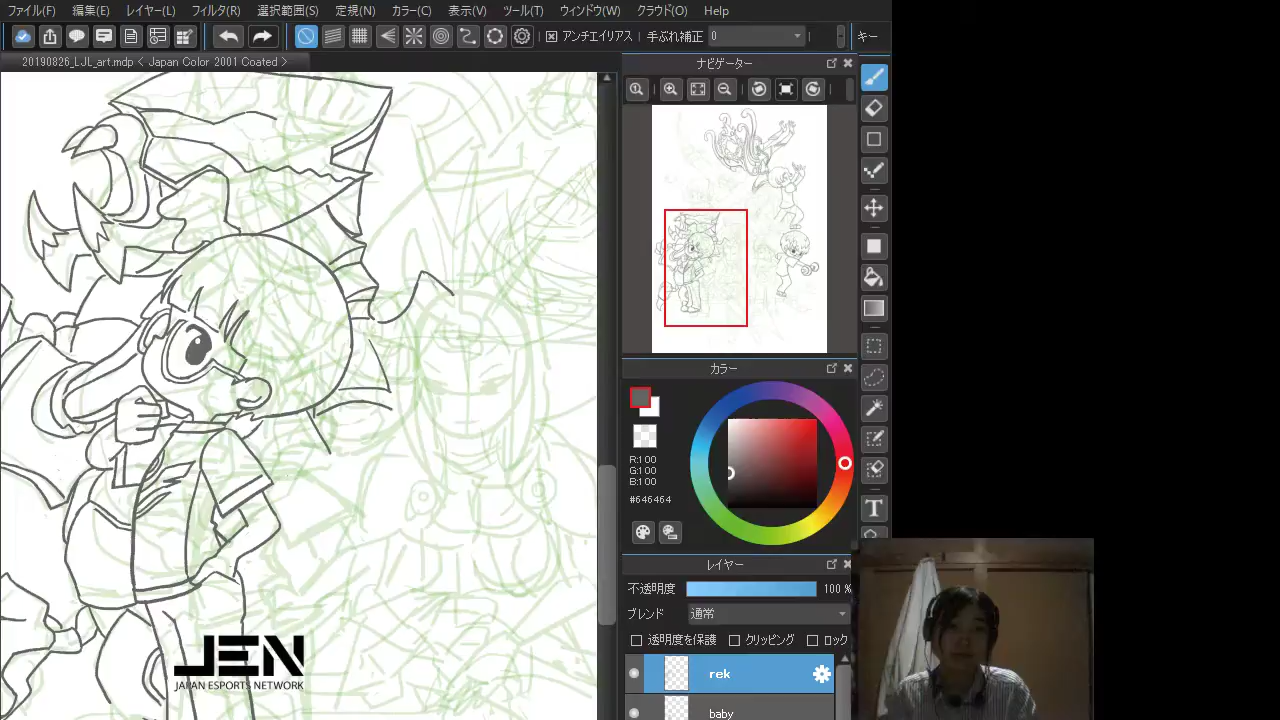 ファイル(F) 編集(E) レイヤー(L) フィルタ(R) 選択範囲(S) 定規(N) カラー(C) 表示(V) ツール(T) ウィンドウ(W) クラウド(O) Help
アンチエイリアス 手ぶれ補正 0 キー
20190826_LJL_art.mdp < Japan Color 2001 Coated >
ナビゲーター
カラー
R:100
G:100
B:100
#646464
T
レイヤー
不透明度 100 %
ブレンド 通常
透明度を保護 クリッピング ロック
rek
baby
JEN
JAPAN ESPORTS NETWORK